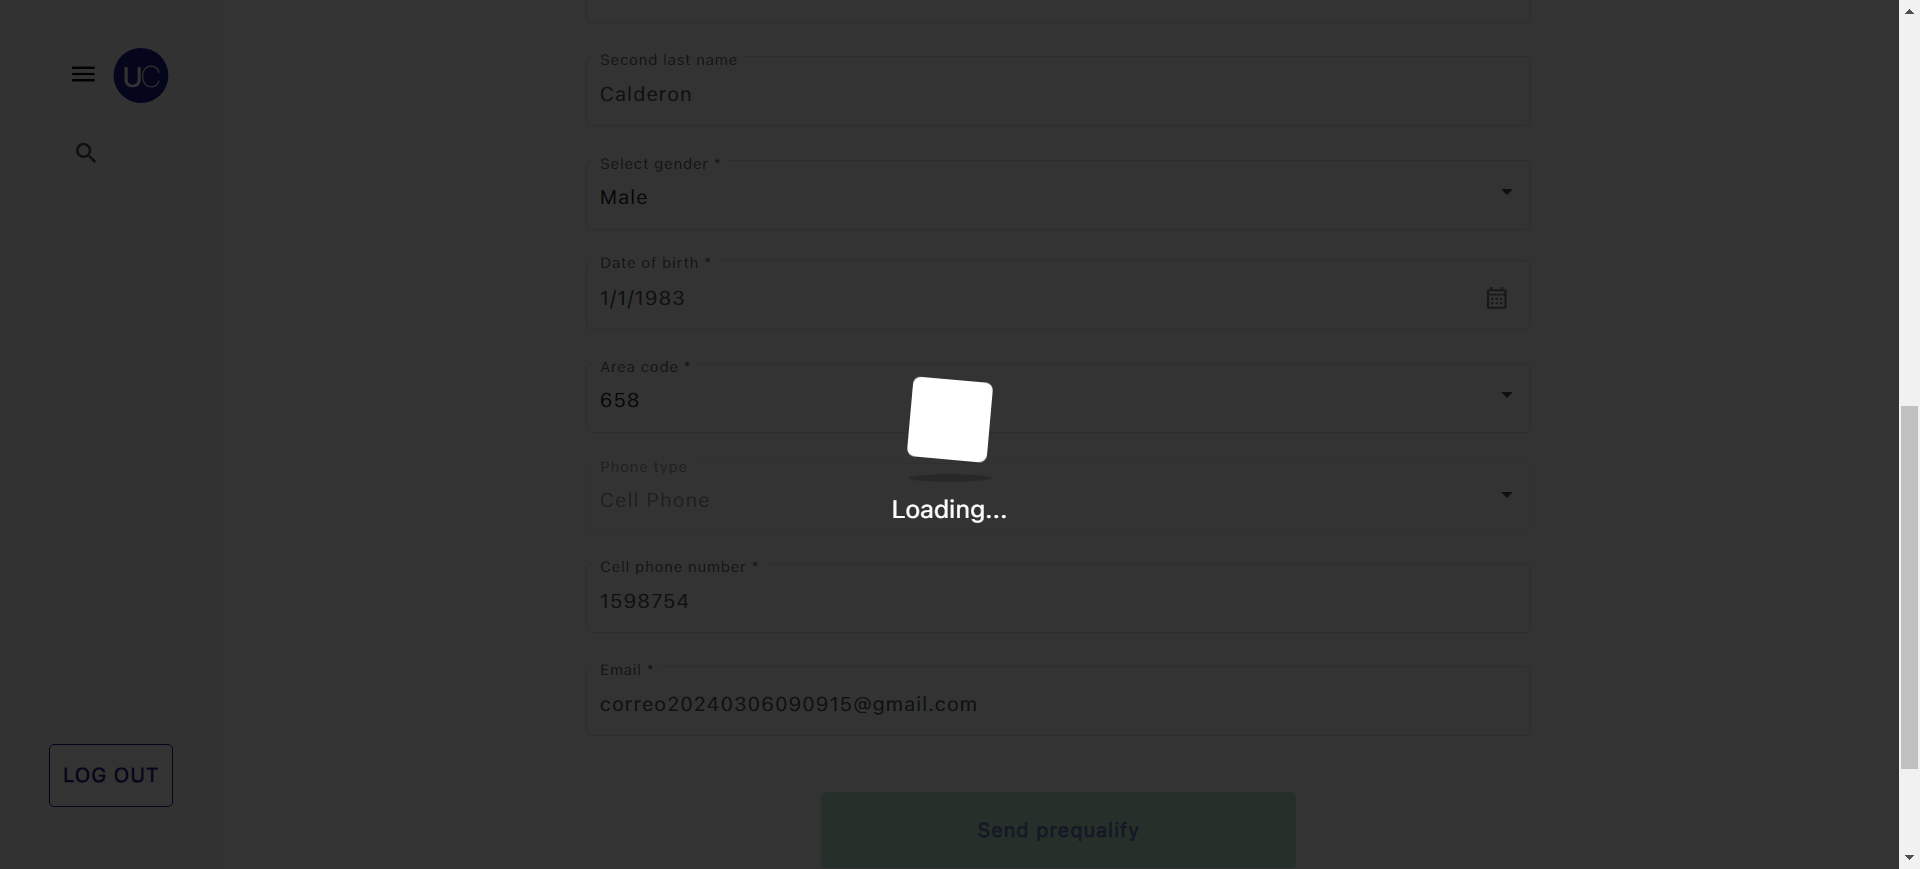 UC
Second last name
Calderon
Select gender *
Male
Date of birth *
1/1/1983
Area code *
658
Loading...
Phone type
Cell Phone
Cell phone number *
1598754
Email *
correo20240306090915@gmail.com
LOG OUT
Send prequalify